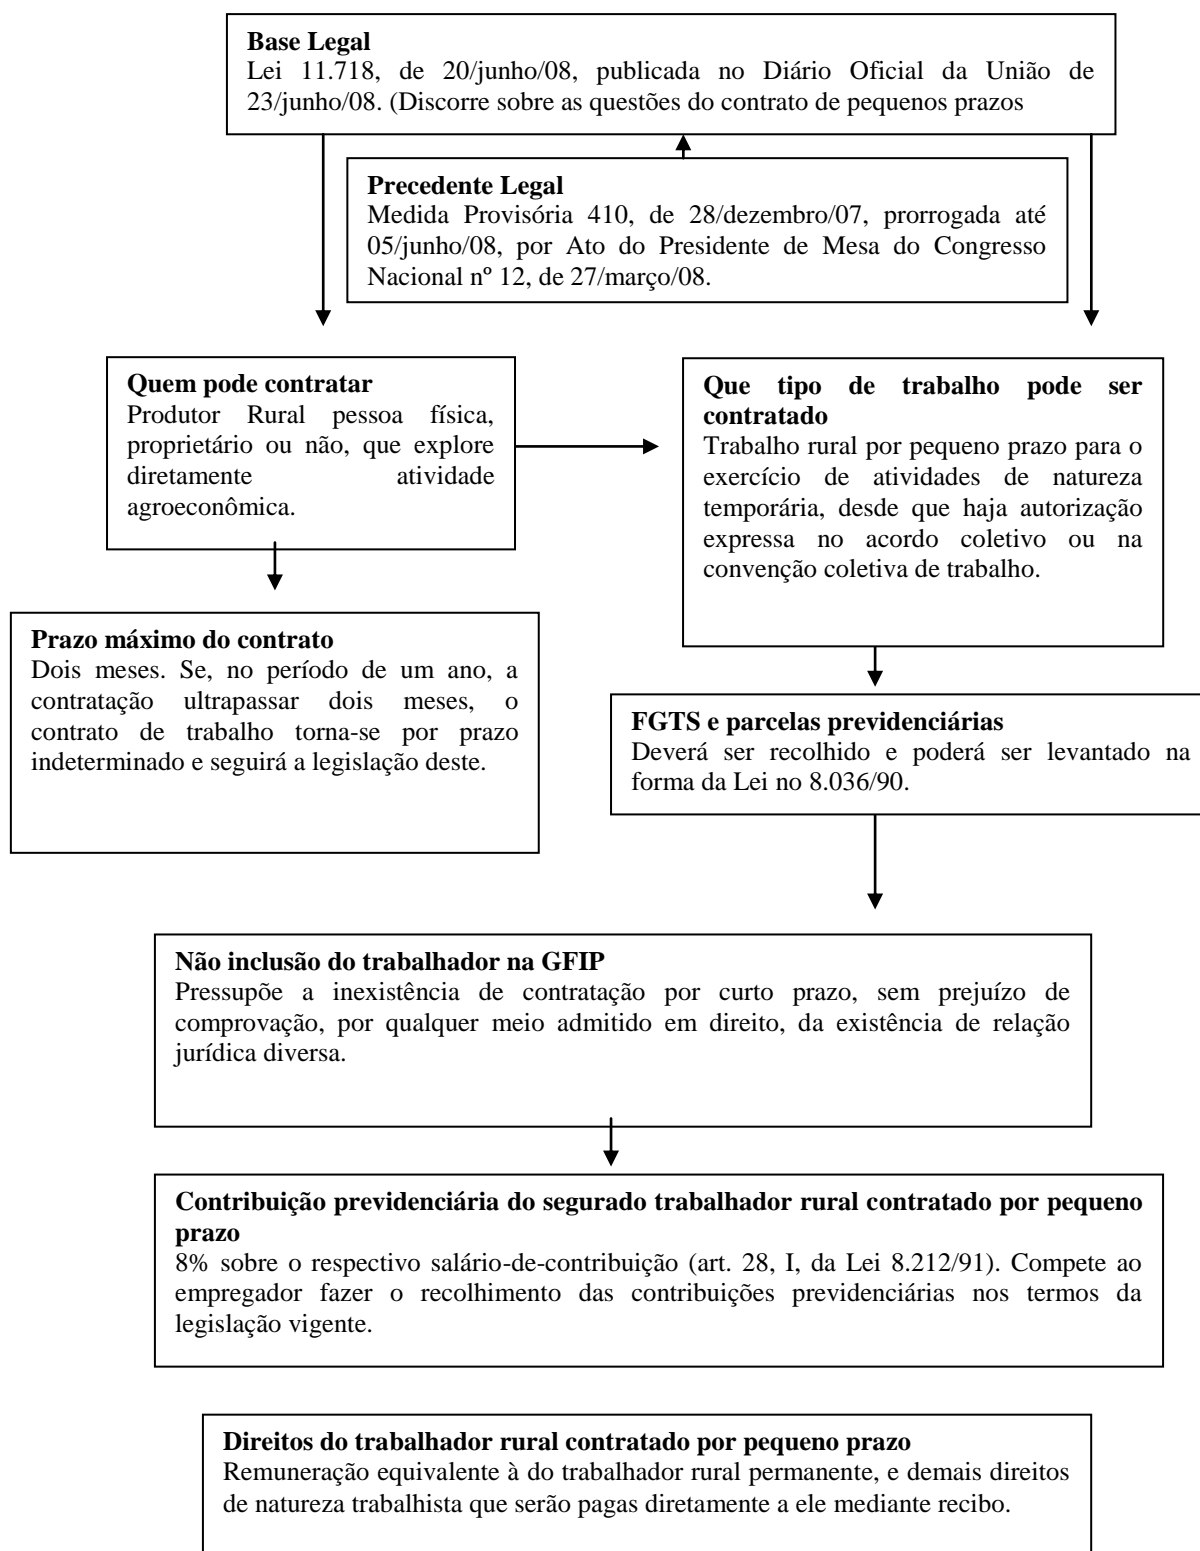 Base Legal
Lei 11.718, de 20/junho/08, publicada no Diário Oficial da União de
23/junho/08. (Discorre sobre as questões do contrato de pequenos prazos
Precedente Legal
Medida Provisória 410, de 28/dezembro/07, prorrogada até
05/junho/08, por Ato do Presidente de Mesa do Congresso
Nacional nº 12, de 27/março/08.
Quem pode contratar
Produtor Rural pessoa física,
proprietário ou não, que explore
diretamente atividade
agroeconômica.
Que tipo de trabalho pode ser
contratado
Trabalho rural por pequeno prazo para o
exercício de atividades de natureza
temporária, desde que haja autorização
expressa no acordo coletivo ou na
convenção coletiva de trabalho.
Prazo máximo do contrato
Dois meses. Se, no período de um ano, a
contratação ultrapassar dois meses, o
contrato de trabalho torna-se por prazo
indeterminado e seguirá a legislação deste.
FGTS e parcelas previdenciárias
Deverá ser recolhido e poderá ser levantado na
forma da Lei no 8.036/90.
Não inclusão do trabalhador na GFIP
Pressupõe a inexistência de contratação por curto prazo, sem prejuízo de
comprovação, por qualquer meio admitido em direito, da existência de relação
jurídica diversa.
Contribuição previdenciária do segurado trabalhador rural contratado por pequeno
prazo
8% sobre o respectivo salário-de-contribuição (art. 28, I, da Lei 8.212/91). Compete ao
empregador fazer o recolhimento das contribuições previdenciárias nos termos da
legislação vigente.
Direitos do trabalhador rural contratado por pequeno prazo
Remuneração equivalente à do trabalhador rural permanente, e demais direitos
de natureza trabalhista que serão pagas diretamente a ele mediante recibo.